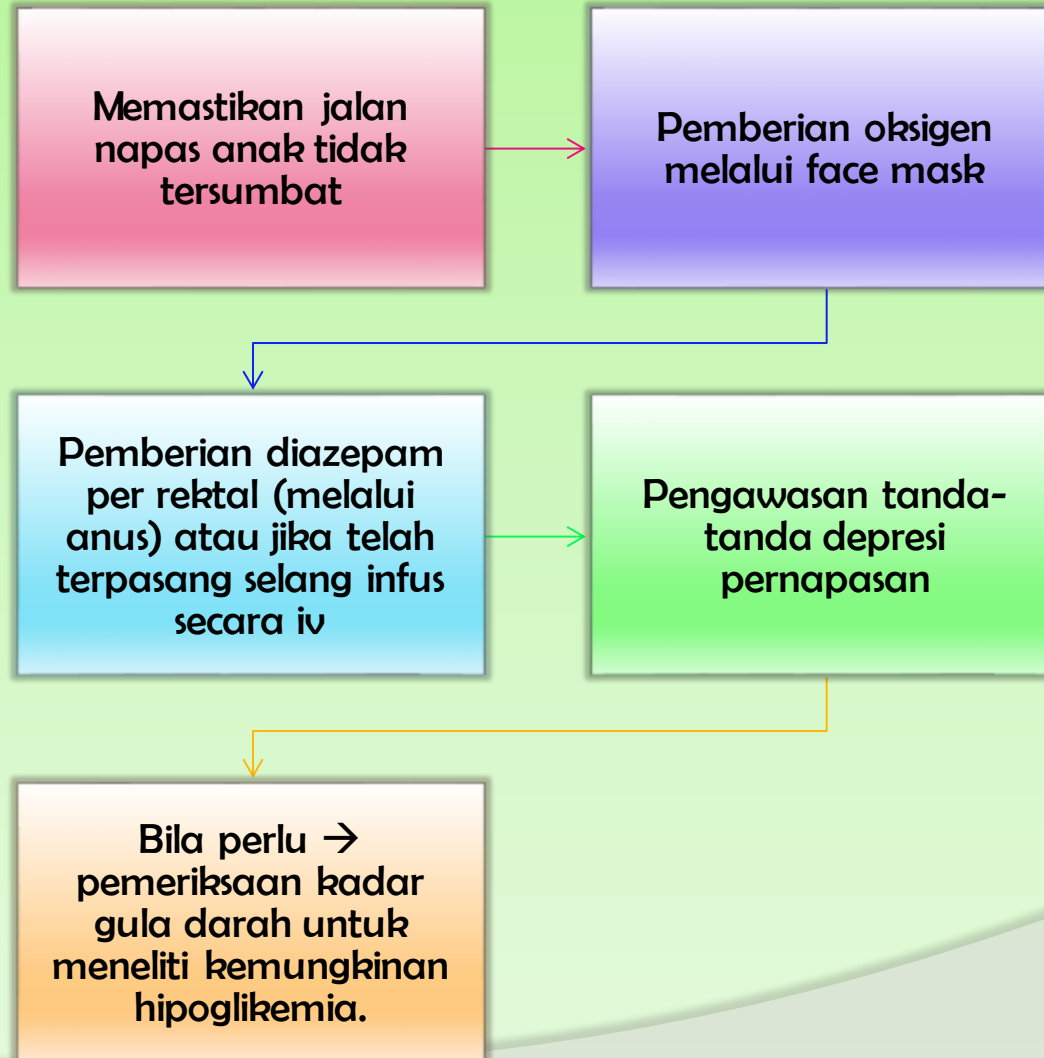 Memastikan jalan
napas anak tidak
tersumbat
Pemberian oksigen
melalui face mask
Pemberian diazepam
per rektal (melalui
anus) atau jika telah
terpasang selang infus
secara iv
Pengawasan tanda-
tanda depresi
pernapasan
Bila perlu →
pemeriksaan kadar
gula darah untuk
meneliti kemungkinan
hipoglikemia.